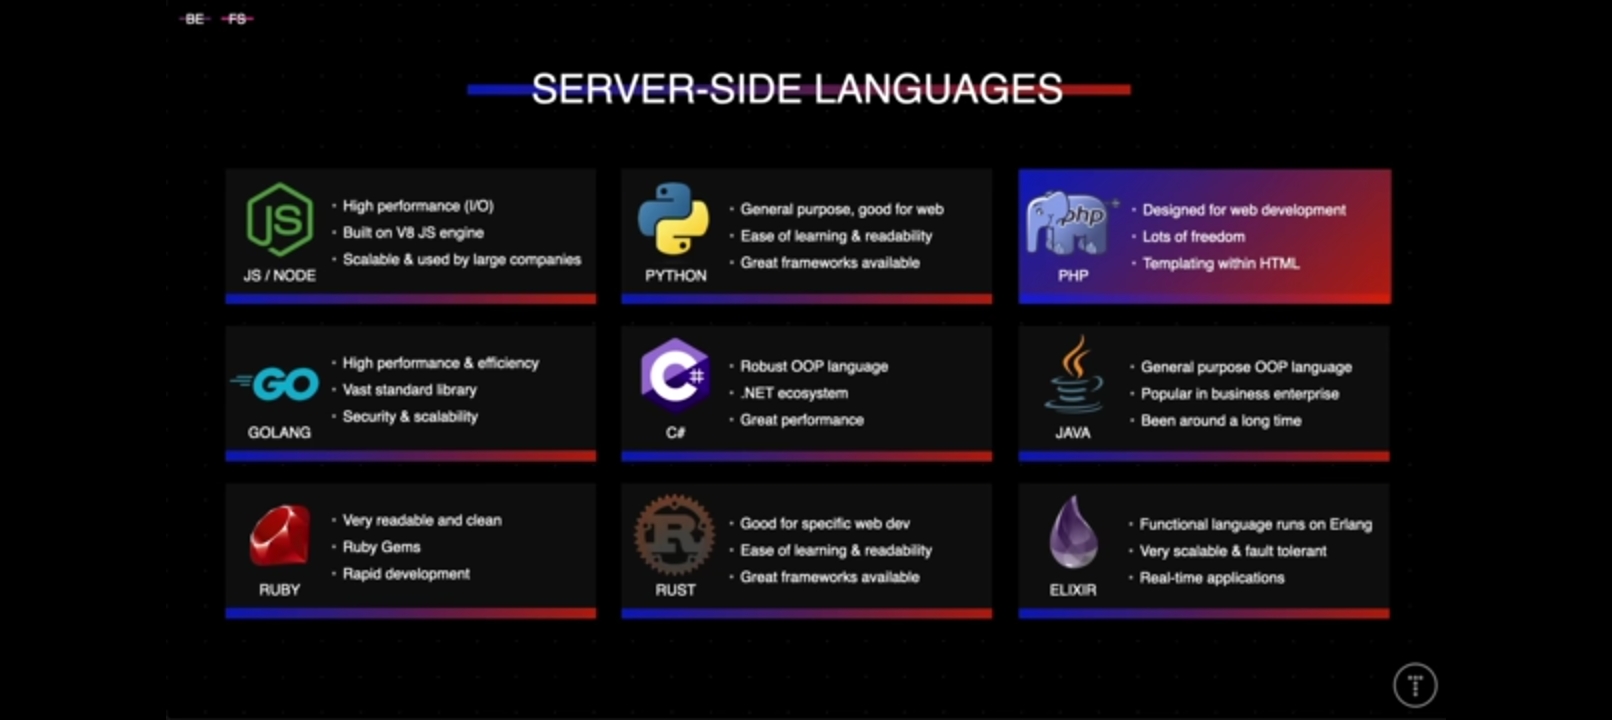 BE FS
SERVER-SIDE LANGUAGES
JS
JS / NODE
• High performance (I/O)
• Built on V8 JS engine
• Scalable & used by large companies
PYTHON
• General purpose, good for web
• Ease of learning & readability
• Great frameworks available
php
PHP
• Designed for web development
• Lots of freedom
• Templating within HTML
GO
GOLANG
• High performance & efficiency
• Vast standard library
• Security & scalability
C#
C#
• Robust OOP language
• .NET ecosystem
• Great performance
JAVA
• General purpose OOP language
• Popular in business enterprise
• Been around a long time
RUBY
• Very readable and clean
• Ruby Gems
• Rapid development
R
RUST
• Good for specific web dev
• Ease of learning & readability
• Great frameworks available
ELIXIR
• Functional language runs on Erlang
• Very scalable & fault tolerant
• Real-time applications
T